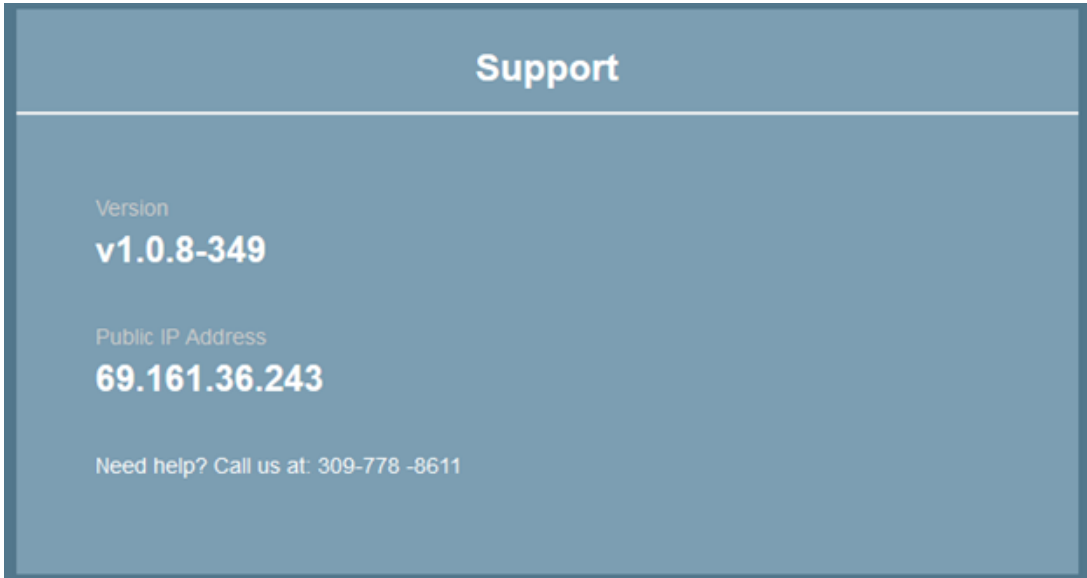 Support
Version
v1.0.8-349
Public IP Address
69.161.36.243
Need help? Call us at: 309-778 -8611